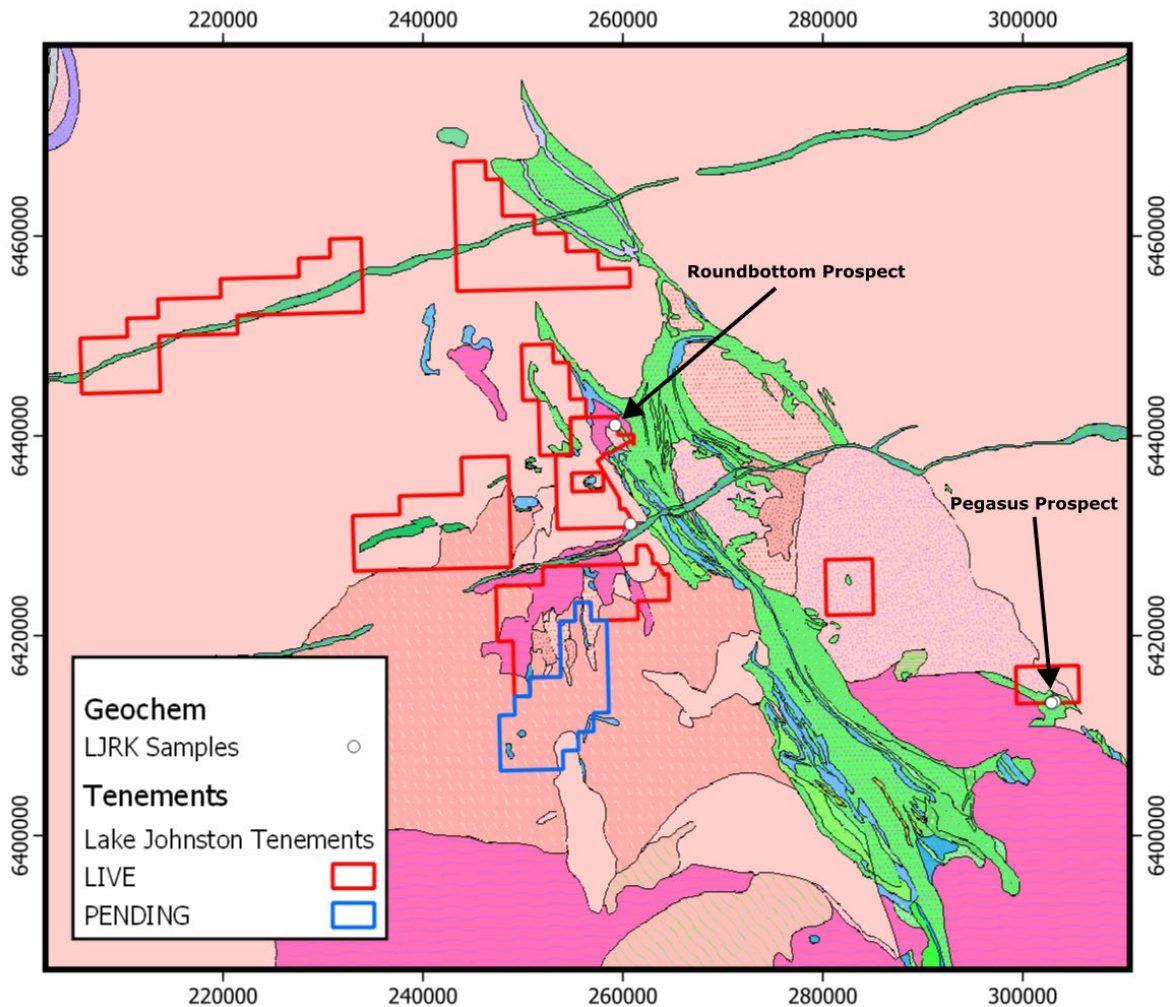 220000 240000 260000 280000 300000
6460000 6460000
Roundbottom Prospect
6440000 6440000
Pegasus Prospect
6420000 6420000
Geochem
LJRK Samples
Tenements
Lake Johnston Tenements
LIVE
PENDING
6400000 6400000
220000 240000 260000 280000 300000